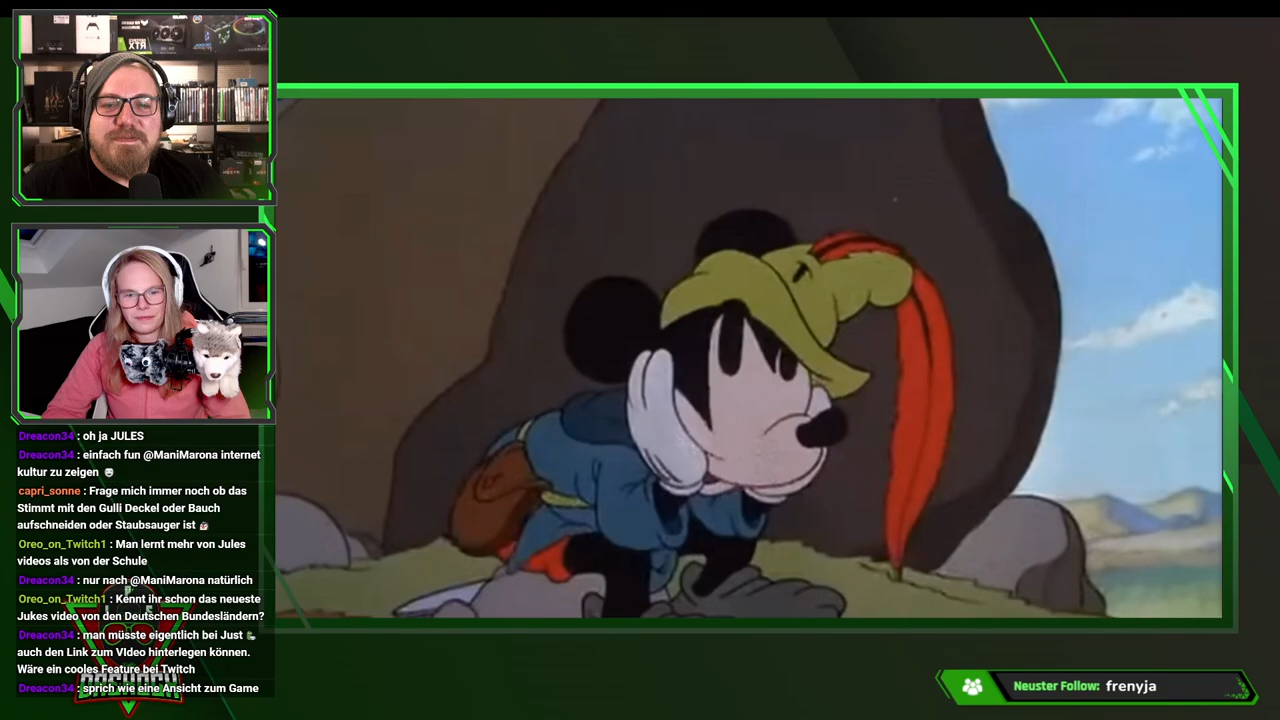 RTX
Dreacon34 : oh ja JULES
Dreacon34 : einfach fun @ManiMarona internet
kultur zu zeigen
capri_sonne : Frage mich immer noch ob das
Stimmt mit den Gulli Deckel oder Bauch
aufschneiden oder Staubsauger ist
Oreo_on_Twitch1 : Man lernt mehr von Jules
videos als von der Schule
Dreacon34 : nur nach @ManiMarona natürlich
Oreo_on_Twitch1 : Kennt ihr schon das neueste
Jukes video von den Deutschen Bundesländern?
Dreacon34 : man müsste eigentlich bei Just
auch den Link zum VIdeo hinterlegen können.
Wäre ein cooles Feature bei Twitch
Dreacon34 : sprich wie eine Ansicht zum Game
Neuster Follow: frenyja